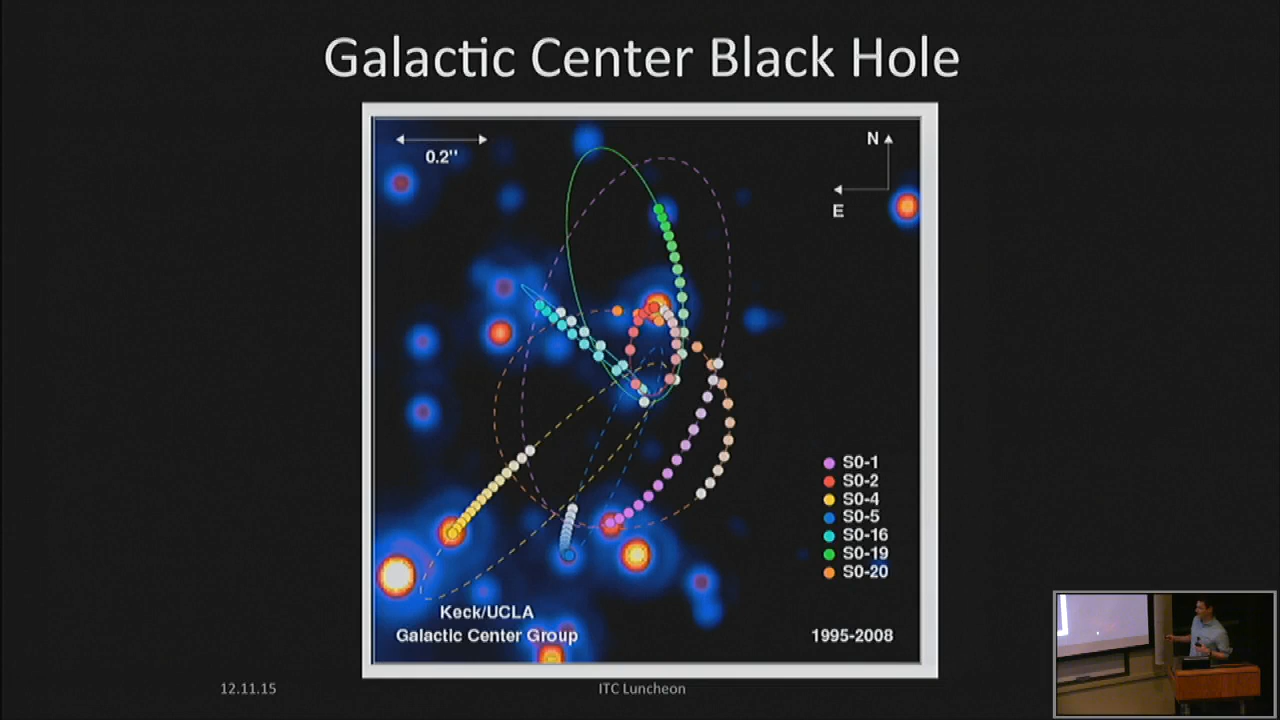 Galactic Center Black Hole
0.2"
N
E
S0-1
S0-2
S0-4
S0-5
S0-16
S0-19
S0-20
Keck/UCLA
Galactic Center Group
1995-2008
12.11.15
ITC Luncheon